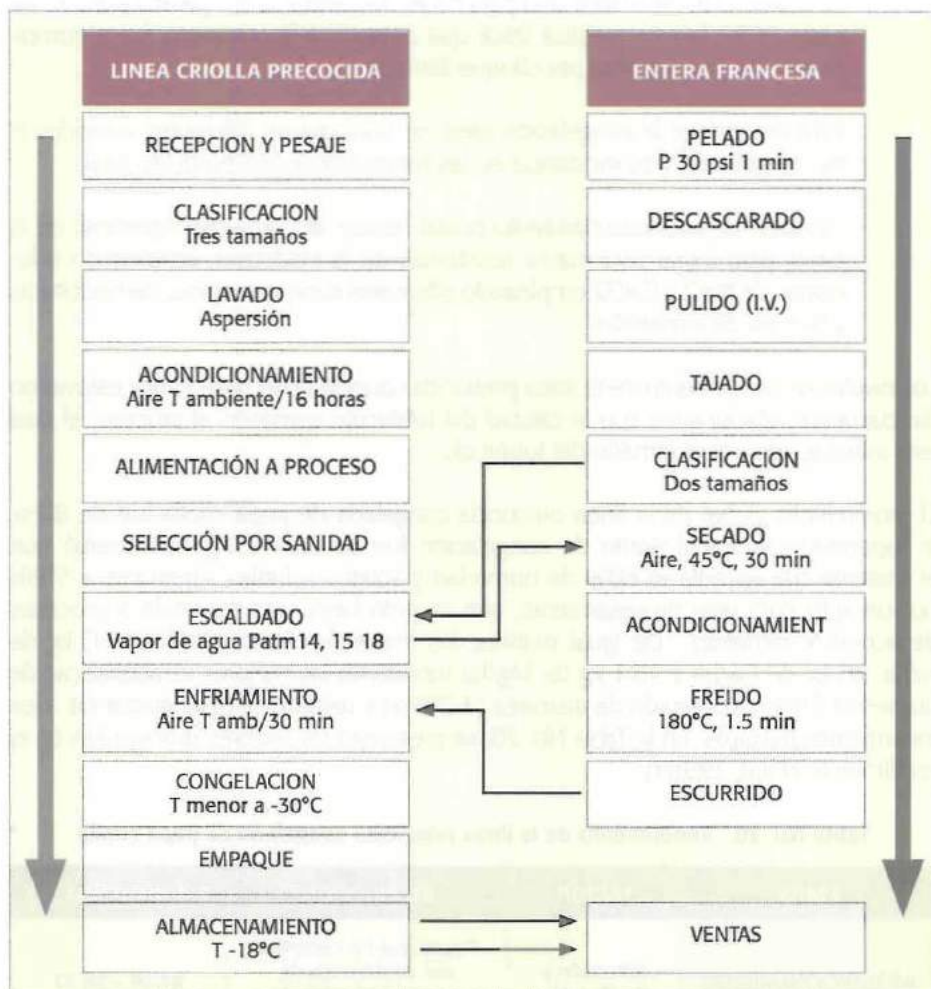 LINEA CRIOLLA PRECOCIDA
RECEPCION Y PESAJE
CLASIFICACION
Tres tamaños
LAVADO
Aspersión
ACONDICIONAMIENTO
Aire T ambiente/16 horas
ALIMENTACIÓN A PROCESO
SELECCIÓN POR SANIDAD
ESCALDADO
Vapor de agua Patm14, 15 18
ENFRIAMIENTO
Aire T amb/30 min
CONGELACION
T menor a -30°C
EMPAQUE
ALMACENAMIENTO
T -18°C
ENTERA FRANCESA
PELADO
P 30 psi 1 min
DESCASCARADO
PULIDO (I.V.)
TAJADO
CLASIFICACION
Dos tamaños
SECADO
Aire, 45°C, 30 min
ACONDICIONAMIENT
FREIDO
180°C, 1.5 min
ESCURRIDO
VENTAS